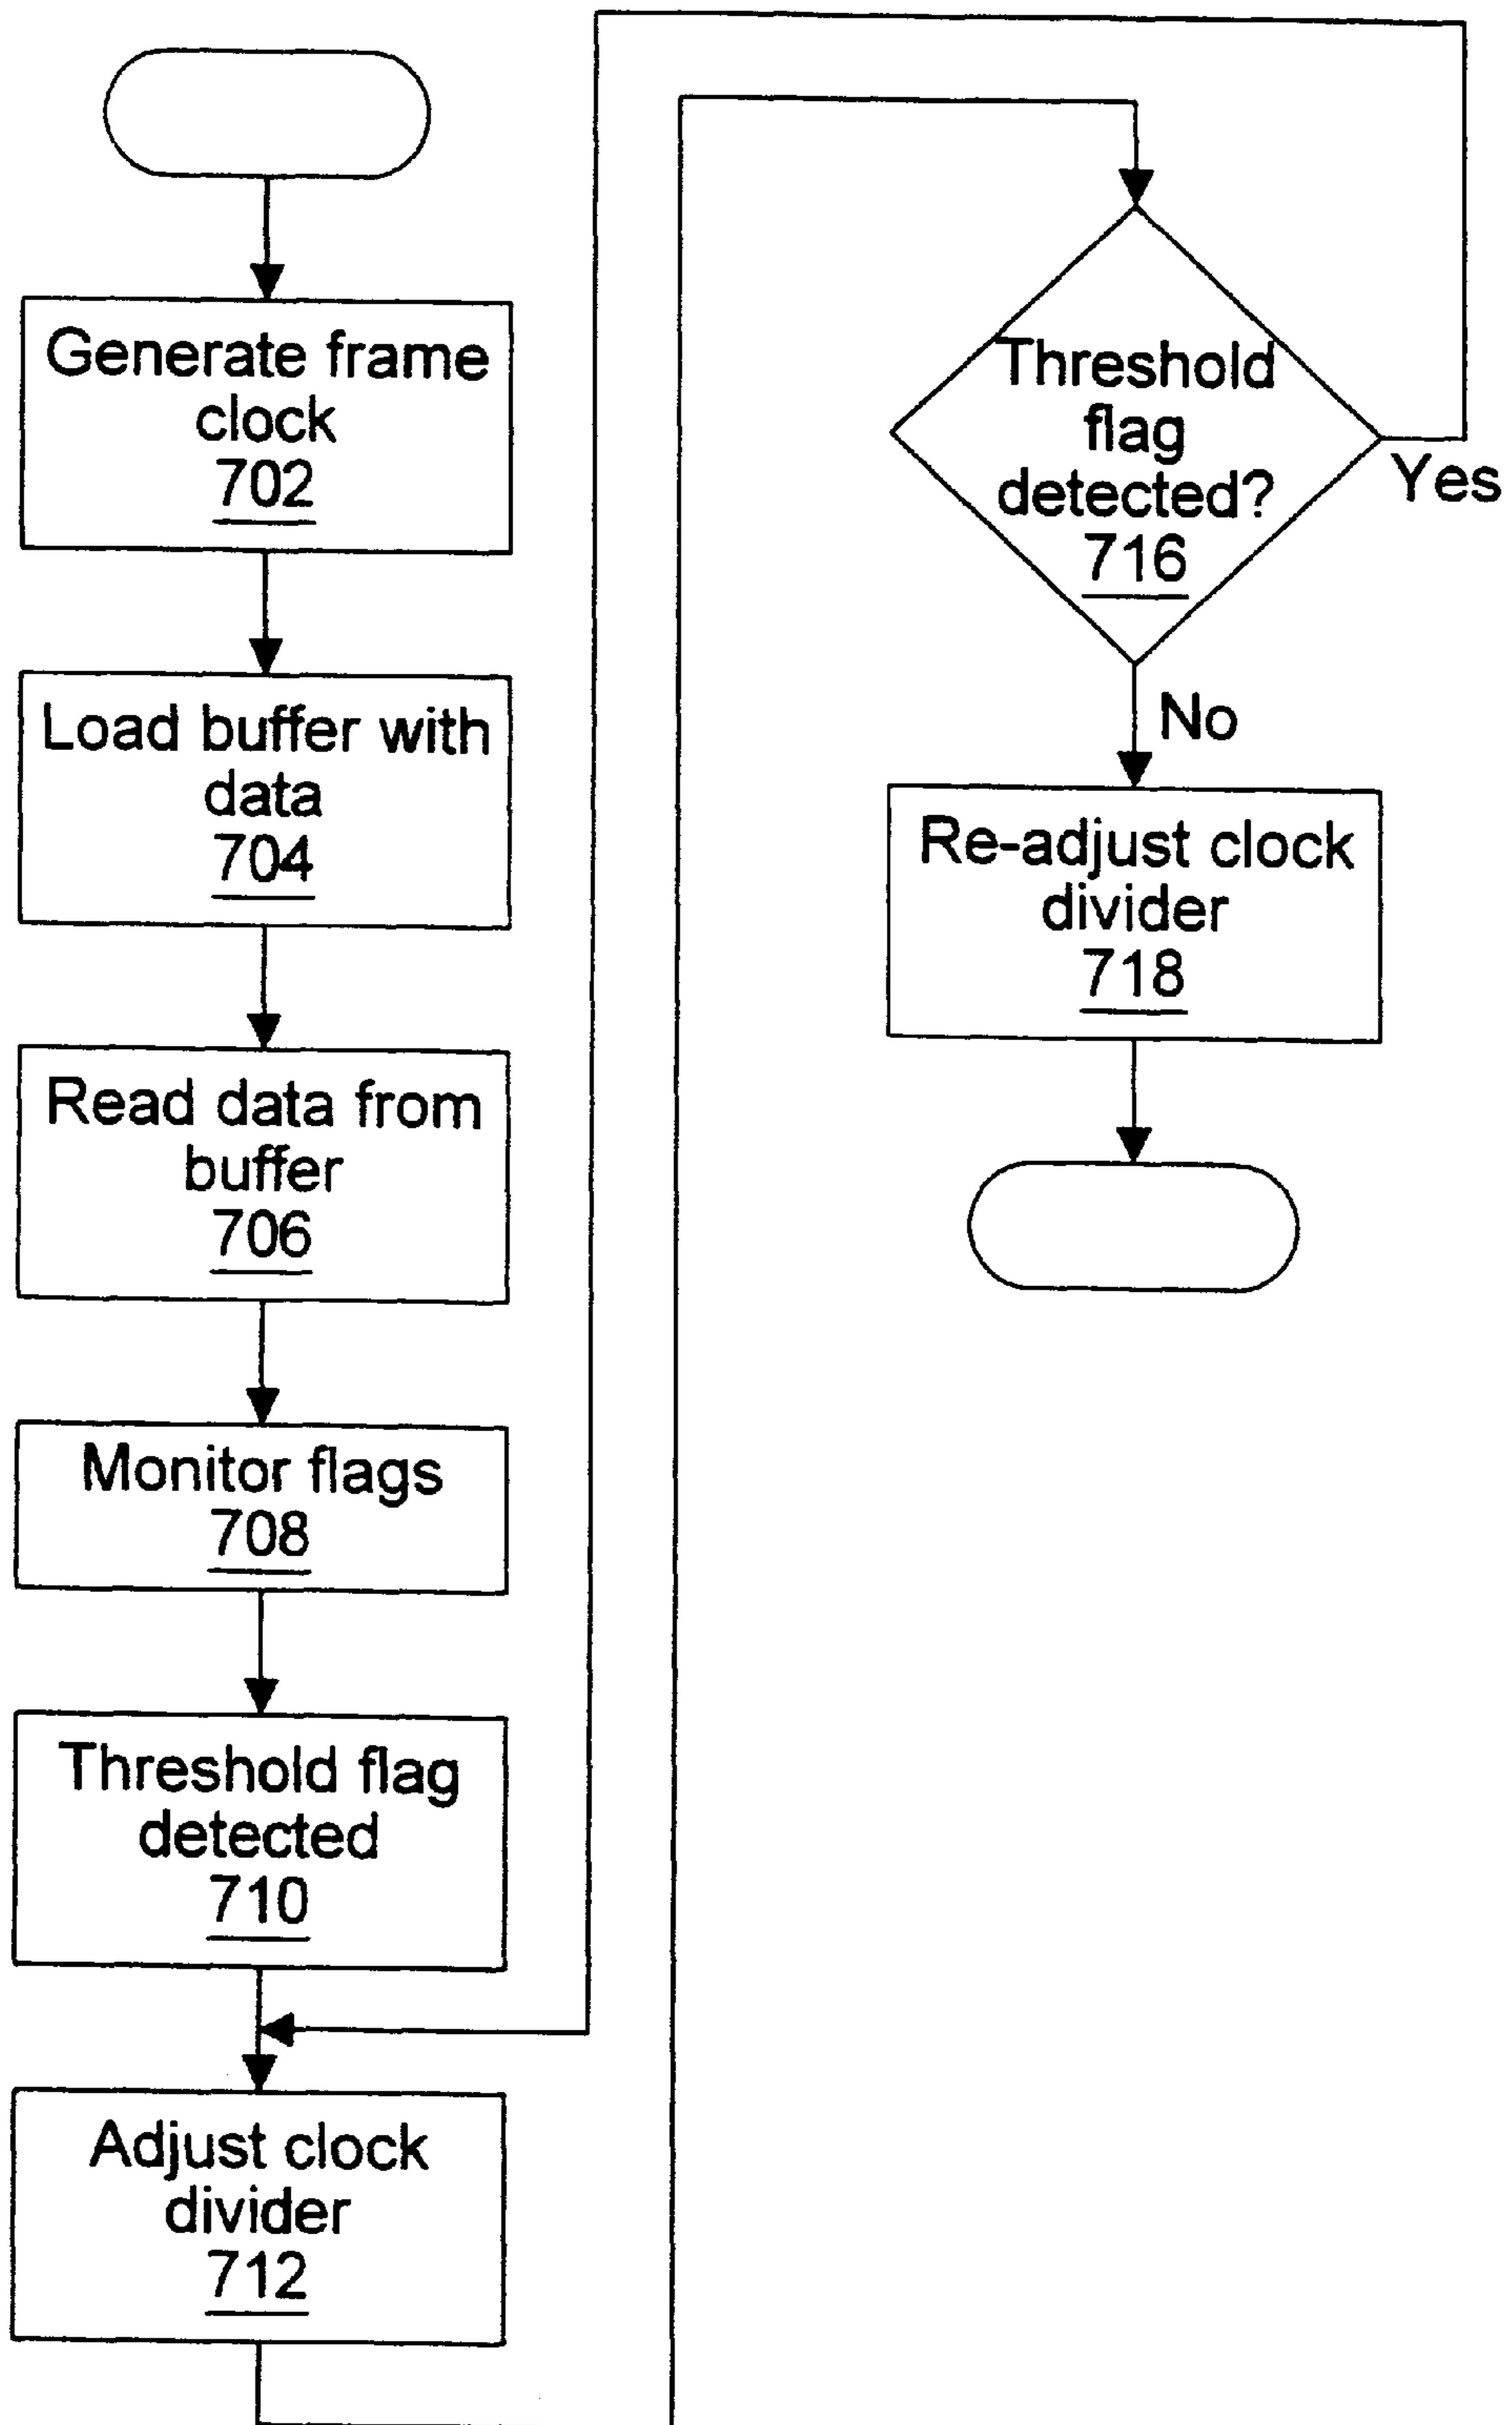 Generate frame
clock
702
Load buffer with
data
704
Read data from
buffer
706
Monitor flags
708
Threshold flag
detected
710
Adjust clock
divider
712
Threshold
flag
detected?
716
Yes
No
Re-adjust clock
divider
718